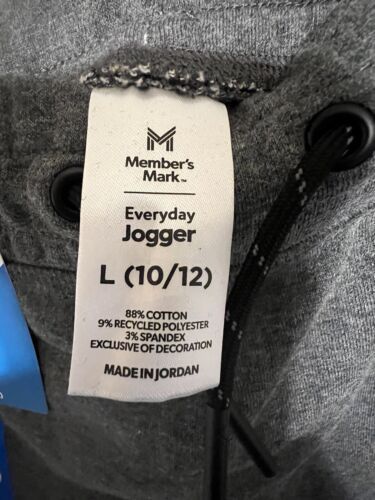 Member's
Mark™
Everyday
Jogger
L (10/12)
88% COTTON
9% RECYCLED POLYESTER
3% SPANDEX
EXCLUSIVE OF DECORATION
MADE IN JORDAN